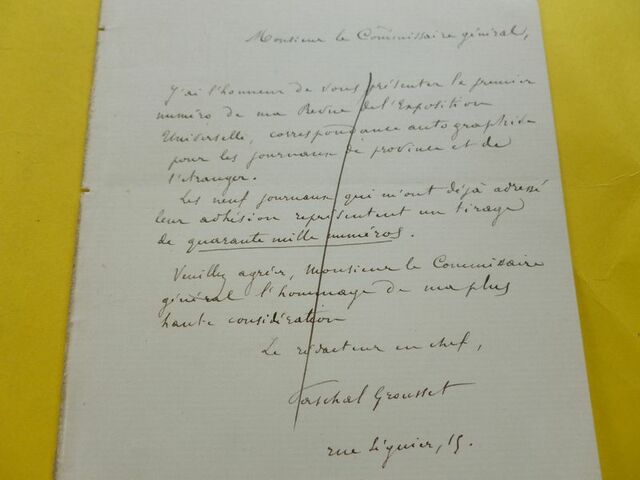 Monsieur le Commissaire général,
J'ai l'honneur de vous présenter le premier
numéro de ma Revue de l'Exposition
Universelle, correspondance autographiée
pour les journaux de province et de
l'étranger.
Les neuf journaux qui m'ont déjà adressé
leur adhésion représentent un tirage
de quarante mille numéros.
Veuillez agréer, Monsieur le Commissaire
général l'hommage de ma plus
haute considération
Le rédacteur en chef,
Paschal Grousset
rue Séguier, 15.